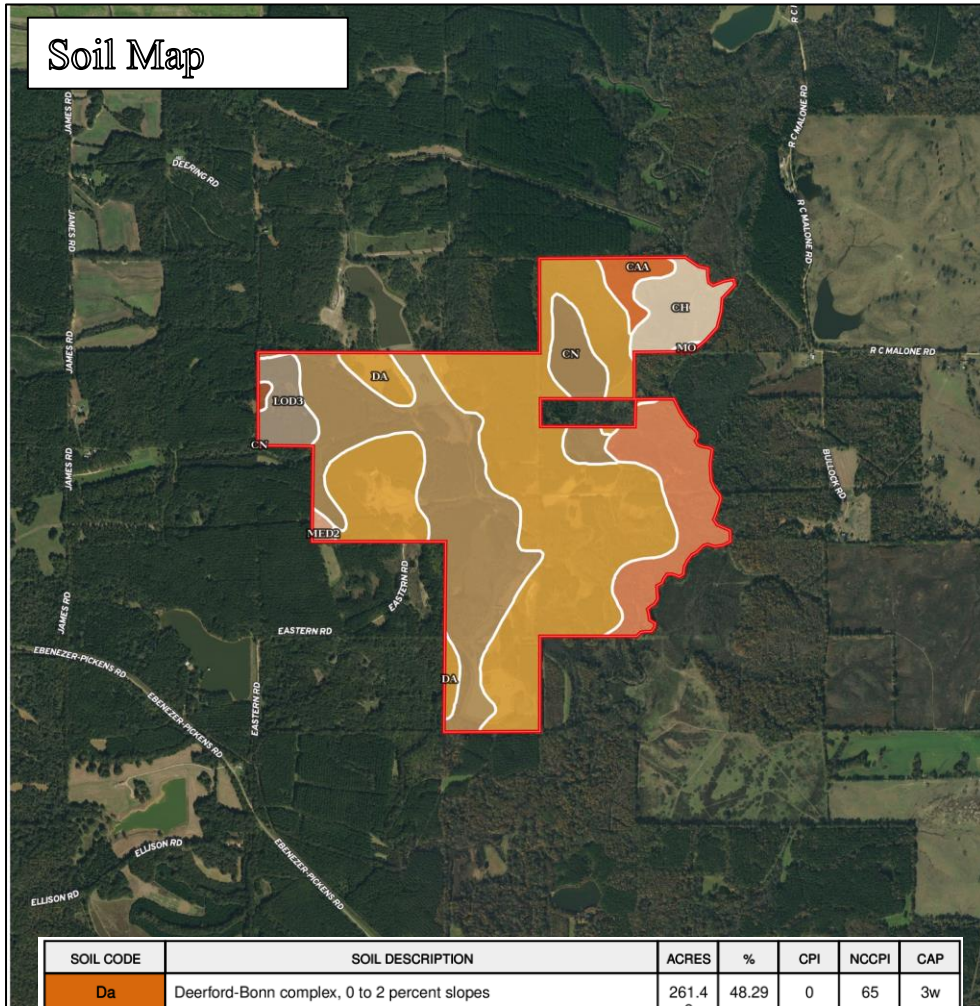 Soil Map
R C MALONE RD
JAMES RD
DEERING RD
JAMES RD
R C MALONE RD
CAA
CH
MO
R C MALONE RD
JAMES RD
CN
DA
LOD3
CN
JAMES RD
BULLOCK RD
MED2
EASTERN RD
JAMES RD
EASTERN RD
EBENEZER-PICKENS RD
DA
EASTERN RD
EBENEZER-PICKENS RD
ELLISON RD
EBENEZER-PICKENS RD
ELLISON RD
SOIL CODE SOIL DESCRIPTION ACRES % CPI NCCPI CAP
Da Deerford-Bonn complex, 0 to 2 percent slopes 261.4 48.29 0 65 3w